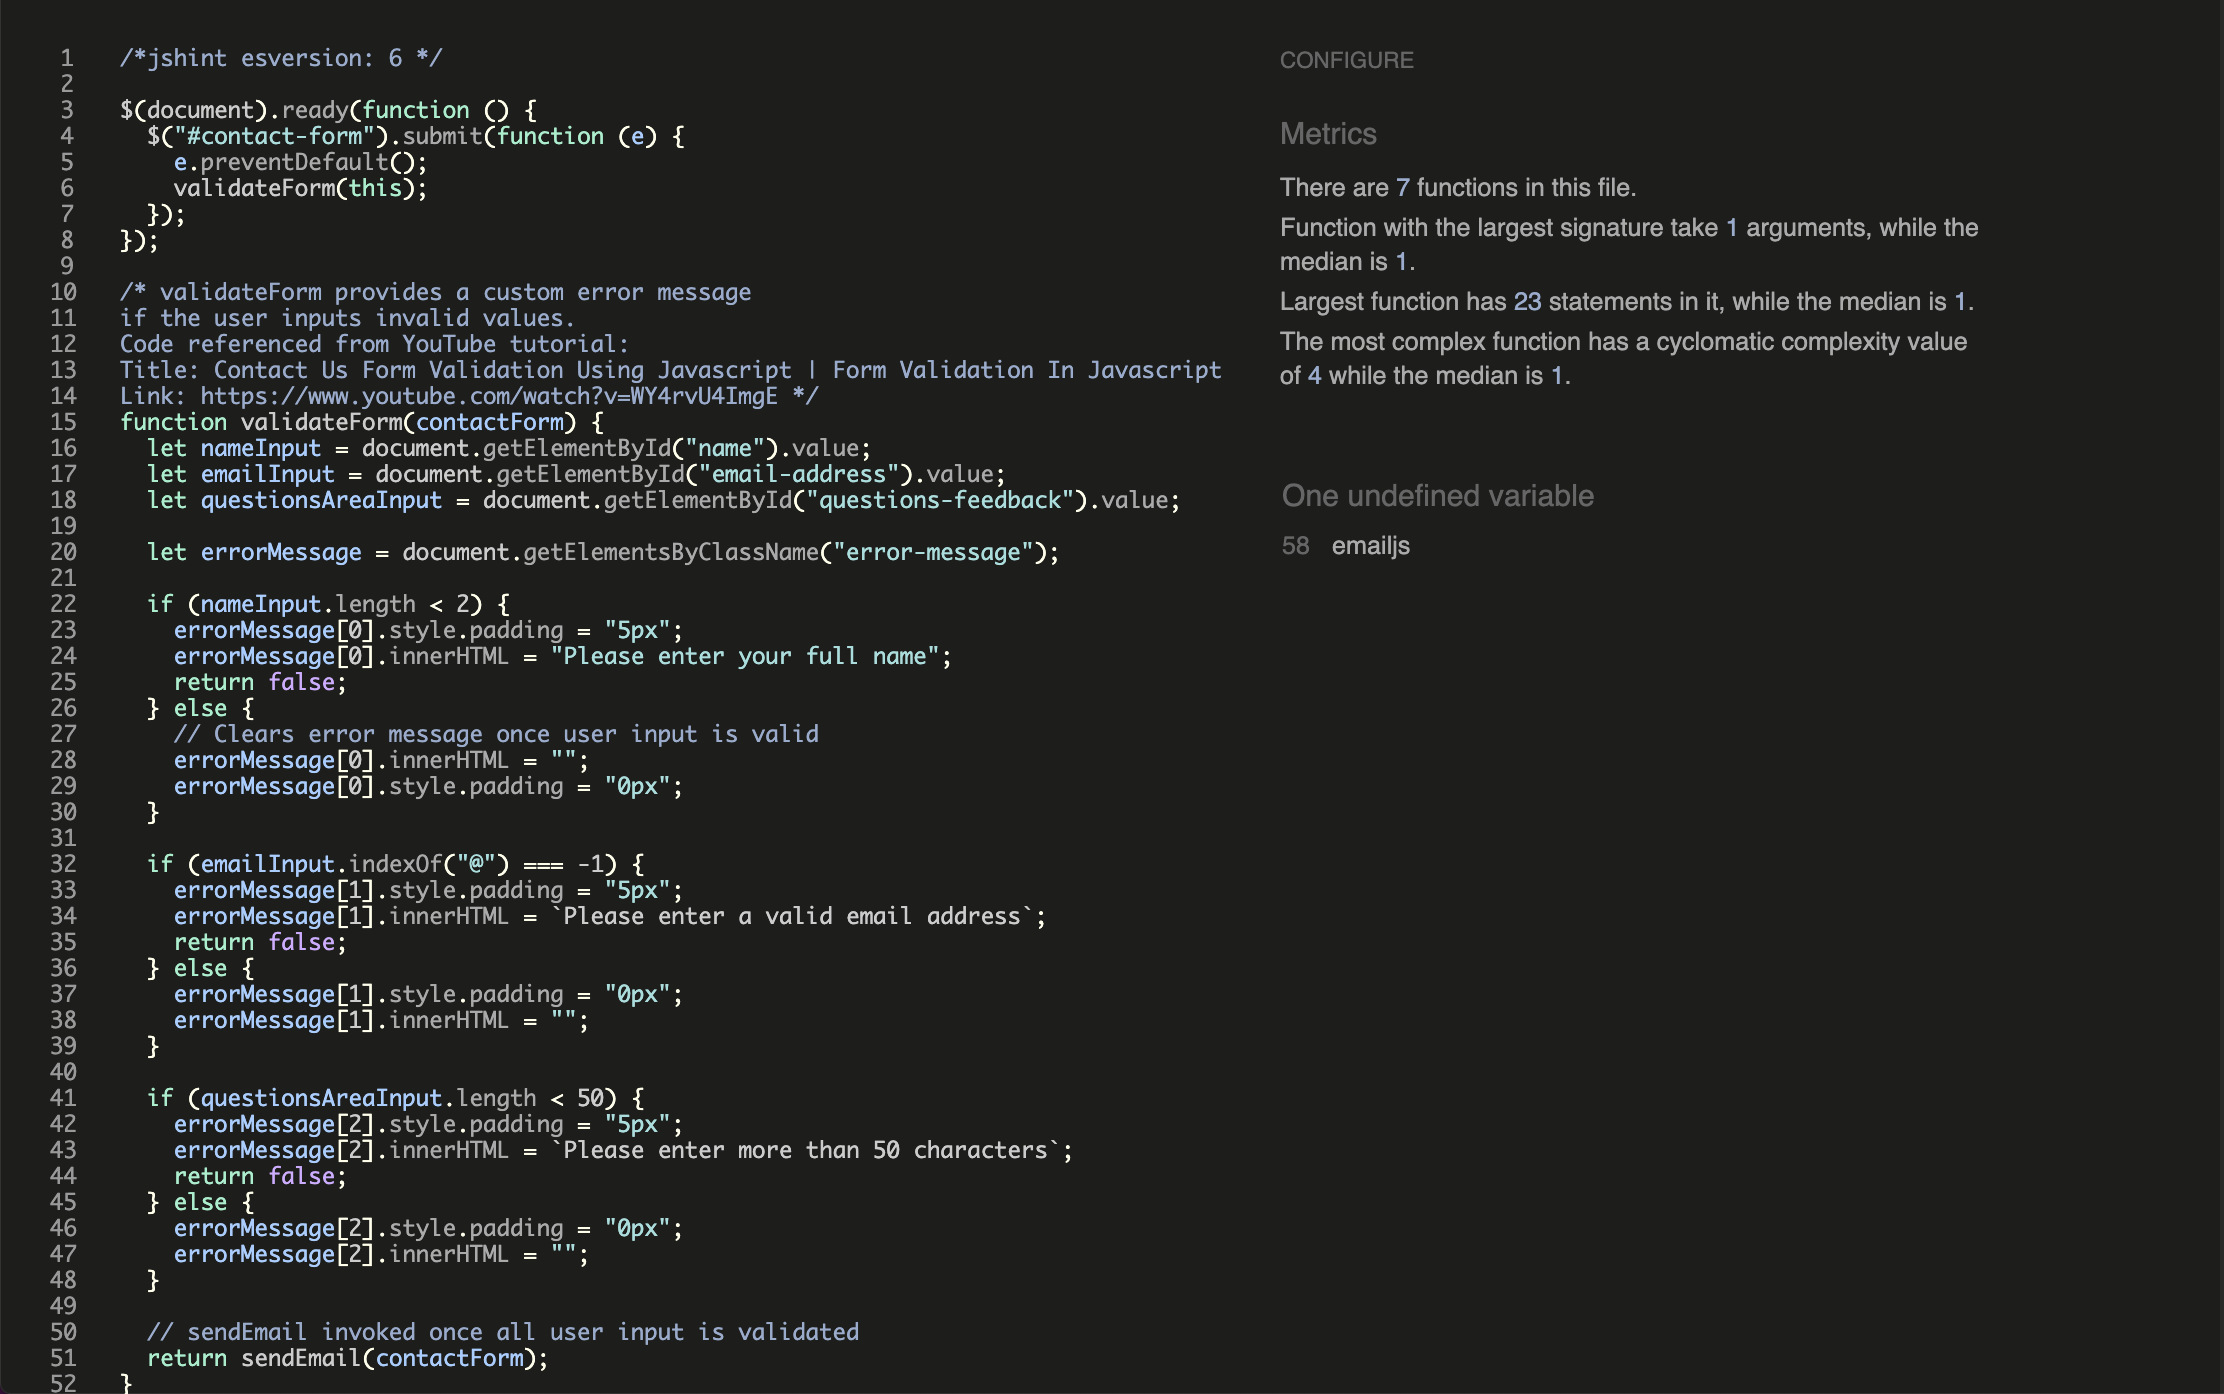 1 /*jshint esversion: 6 */
2
3 $(document).ready(function () {
4   $("#contact-form").submit(function (e) {
5     e.preventDefault();
6     validateForm(this);
7   });
8 });
9
10 /* validateForm provides a custom error message
11 if the user inputs invalid values.
12 Code referenced from YouTube tutorial:
13 Title: Contact Us Form Validation Using Javascript | Form Validation In Javascript
14 Link: https://www.youtube.com/watch?v=WY4rvU4ImgE */
15 function validateForm(contactForm) {
16   let nameInput = document.getElementById("name").value;
17   let emailInput = document.getElementById("email-address").value;
18   let questionsAreaInput = document.getElementById("questions-feedback").value;
19
20   let errorMessage = document.getElementsByClassName("error-message");
21
22   if (nameInput.length < 2) {
23     errorMessage[0].style.padding = "5px";
24     errorMessage[0].innerHTML = "Please enter your full name";
25     return false;
26   } else {
27     // Clears error message once user input is valid
28     errorMessage[0].innerHTML = "";
29     errorMessage[0].style.padding = "0px";
30   }
31
32   if (emailInput.indexOf("@") === -1) {
33     errorMessage[1].style.padding = "5px";
34     errorMessage[1].innerHTML = `Please enter a valid email address`;
35     return false;
36   } else {
37     errorMessage[1].style.padding = "0px";
38     errorMessage[1].innerHTML = "";
39   }
40
41   if (questionsAreaInput.length < 50) {
42     errorMessage[2].style.padding = "5px";
43     errorMessage[2].innerHTML = `Please enter more than 50 characters`;
44     return false;
45   } else {
46     errorMessage[2].style.padding = "0px";
47     errorMessage[2].innerHTML = "";
48   }
49
50   // sendEmail invoked once all user input is validated
51   return sendEmail(contactForm);
52 }
CONFIGURE
Metrics
There are 7 functions in this file.
Function with the largest signature take 1 arguments, while the
median is 1.
Largest function has 23 statements in it, while the median is 1.
The most complex function has a cyclomatic complexity value
of 4 while the median is 1.
One undefined variable
58 emailjs